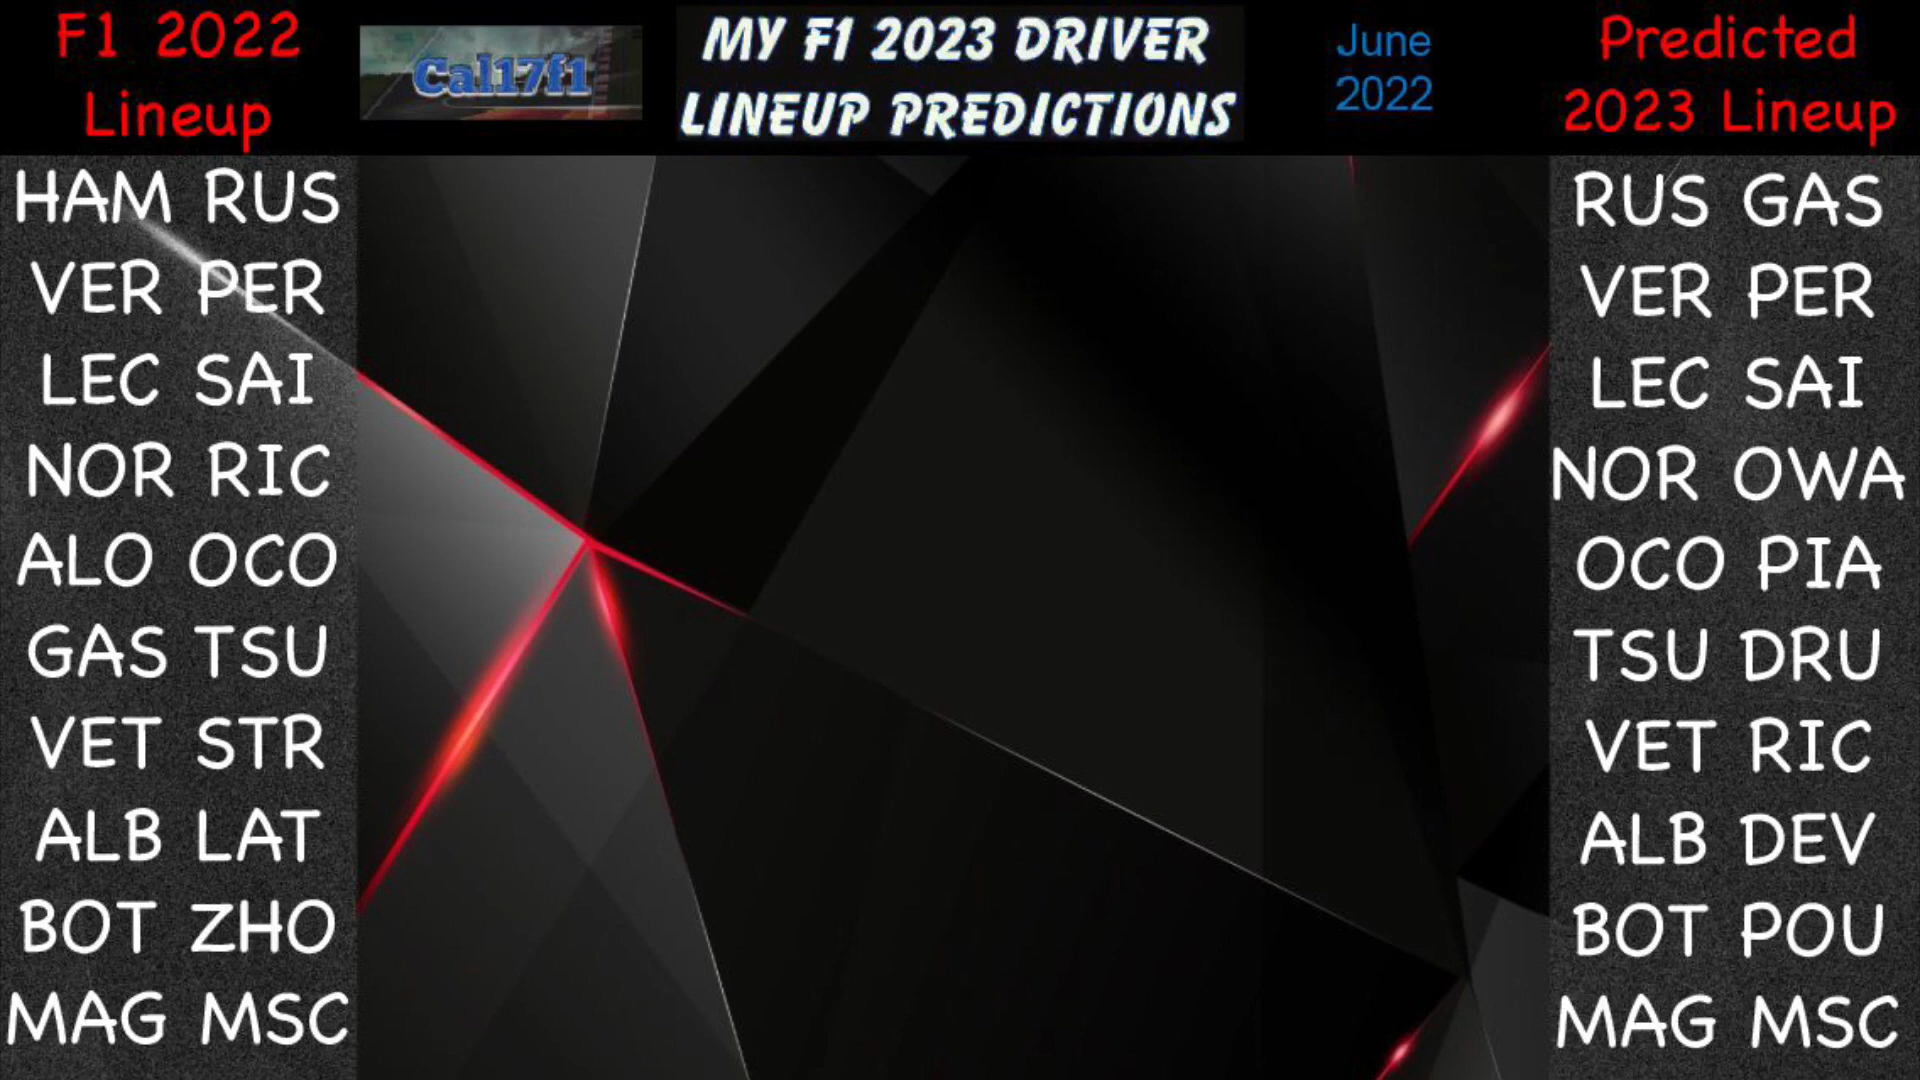 F1 2022
Lineup
Cal17f1
MY F1 2023 DRIVER
LINEUP PREDICTIONS
June
2022
Predicted
2023 Lineup
HAM RUS
VER PER
LEC SAI
NOR RIC
ALO OCO
GAS TSU
VET STR
ALB LAT
BOT ZHO
MAG MSC
RUS GAS
VER PER
LEC SAI
NOR OWA
OCO PIA
TSU DRU
VET RIC
ALB DEV
BOT POU
MAG MSC